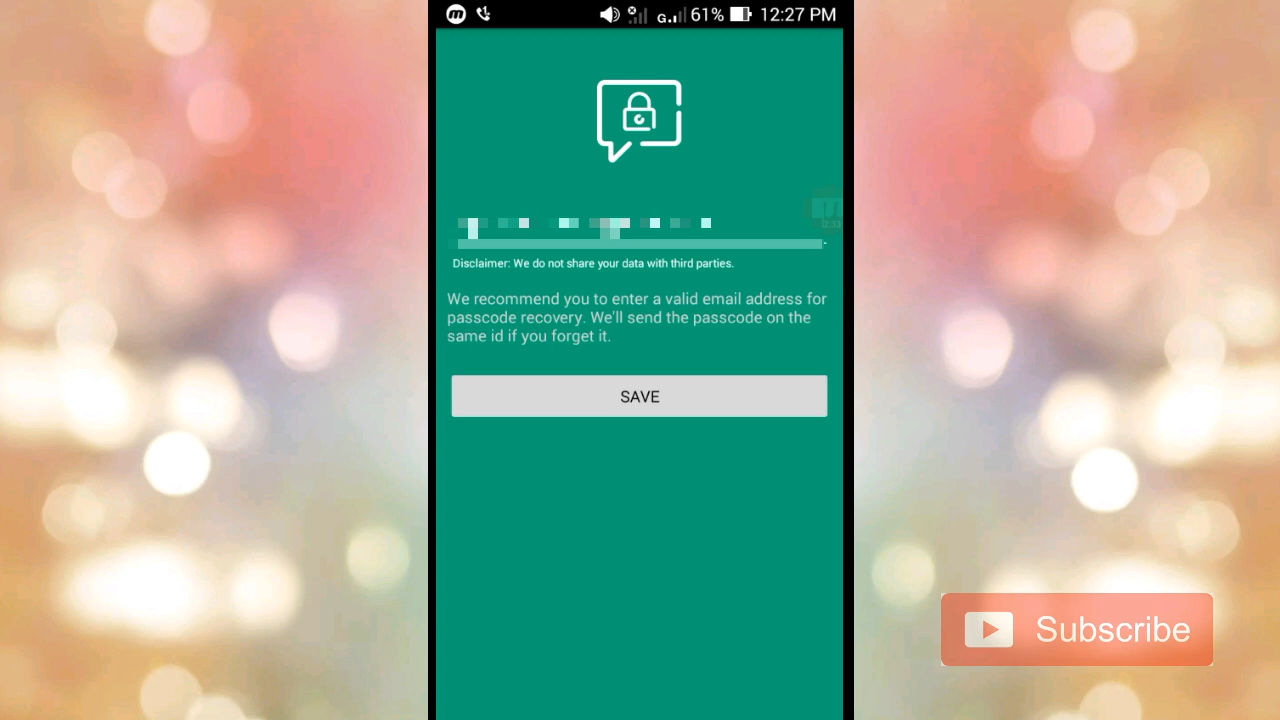 61% 12:27 PM
Disclaimer: We do not share your data with third parties.
We recommend you to enter a valid email address for
passcode recovery. We'll send the passcode on the
same id if you forget it.
SAVE
Subscribe